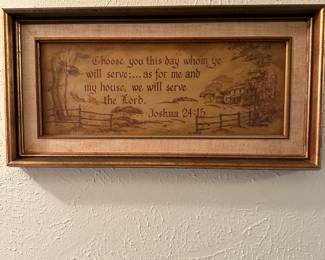 Choose you this day whom ye
will serve;...as for me and
my house, we will serve
the Lord.
Joshua 24:15